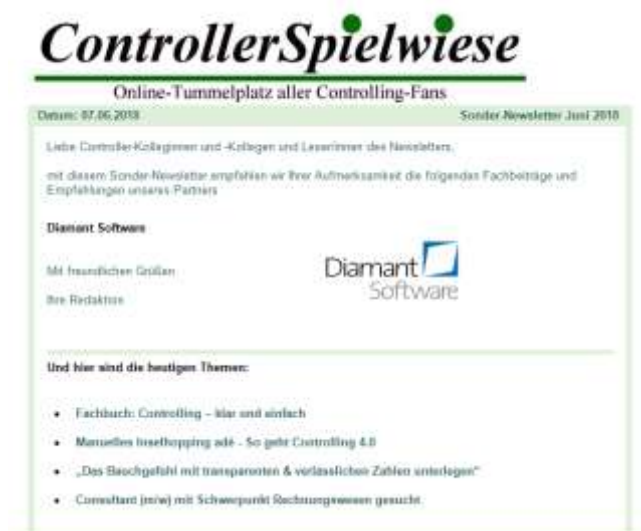 ControllerSpielwiese
Online-Tummelplatz aller Controlling-Fans
Datum: 07.06.2018 Sonder-Newsletter Juni 2018
Liebe Controller-Kolleginnen und -Kollegen und Leser/innen des Newsletters,
mit diesem Sonder-Newsletter empfehlen wir Ihrer Aufmerksamkeit die folgenden Fachbeiträge und
Empfehlungen unseres Partners
Diamant Software
Diamant
Software
Mit freundlichen Grüßen
Ihre Redaktion
Und hier sind die heutigen Themen:
• Fachbuch: Controlling – klar und einfach
• Manuelles Inselhopping adé - So geht Controlling 4.0
• „Das Bauchgefühl mit transparenten & verlässlichen Zahlen unterlegen"
• Consultant (m/w) mit Schwerpunkt Rechnungswesen gesucht